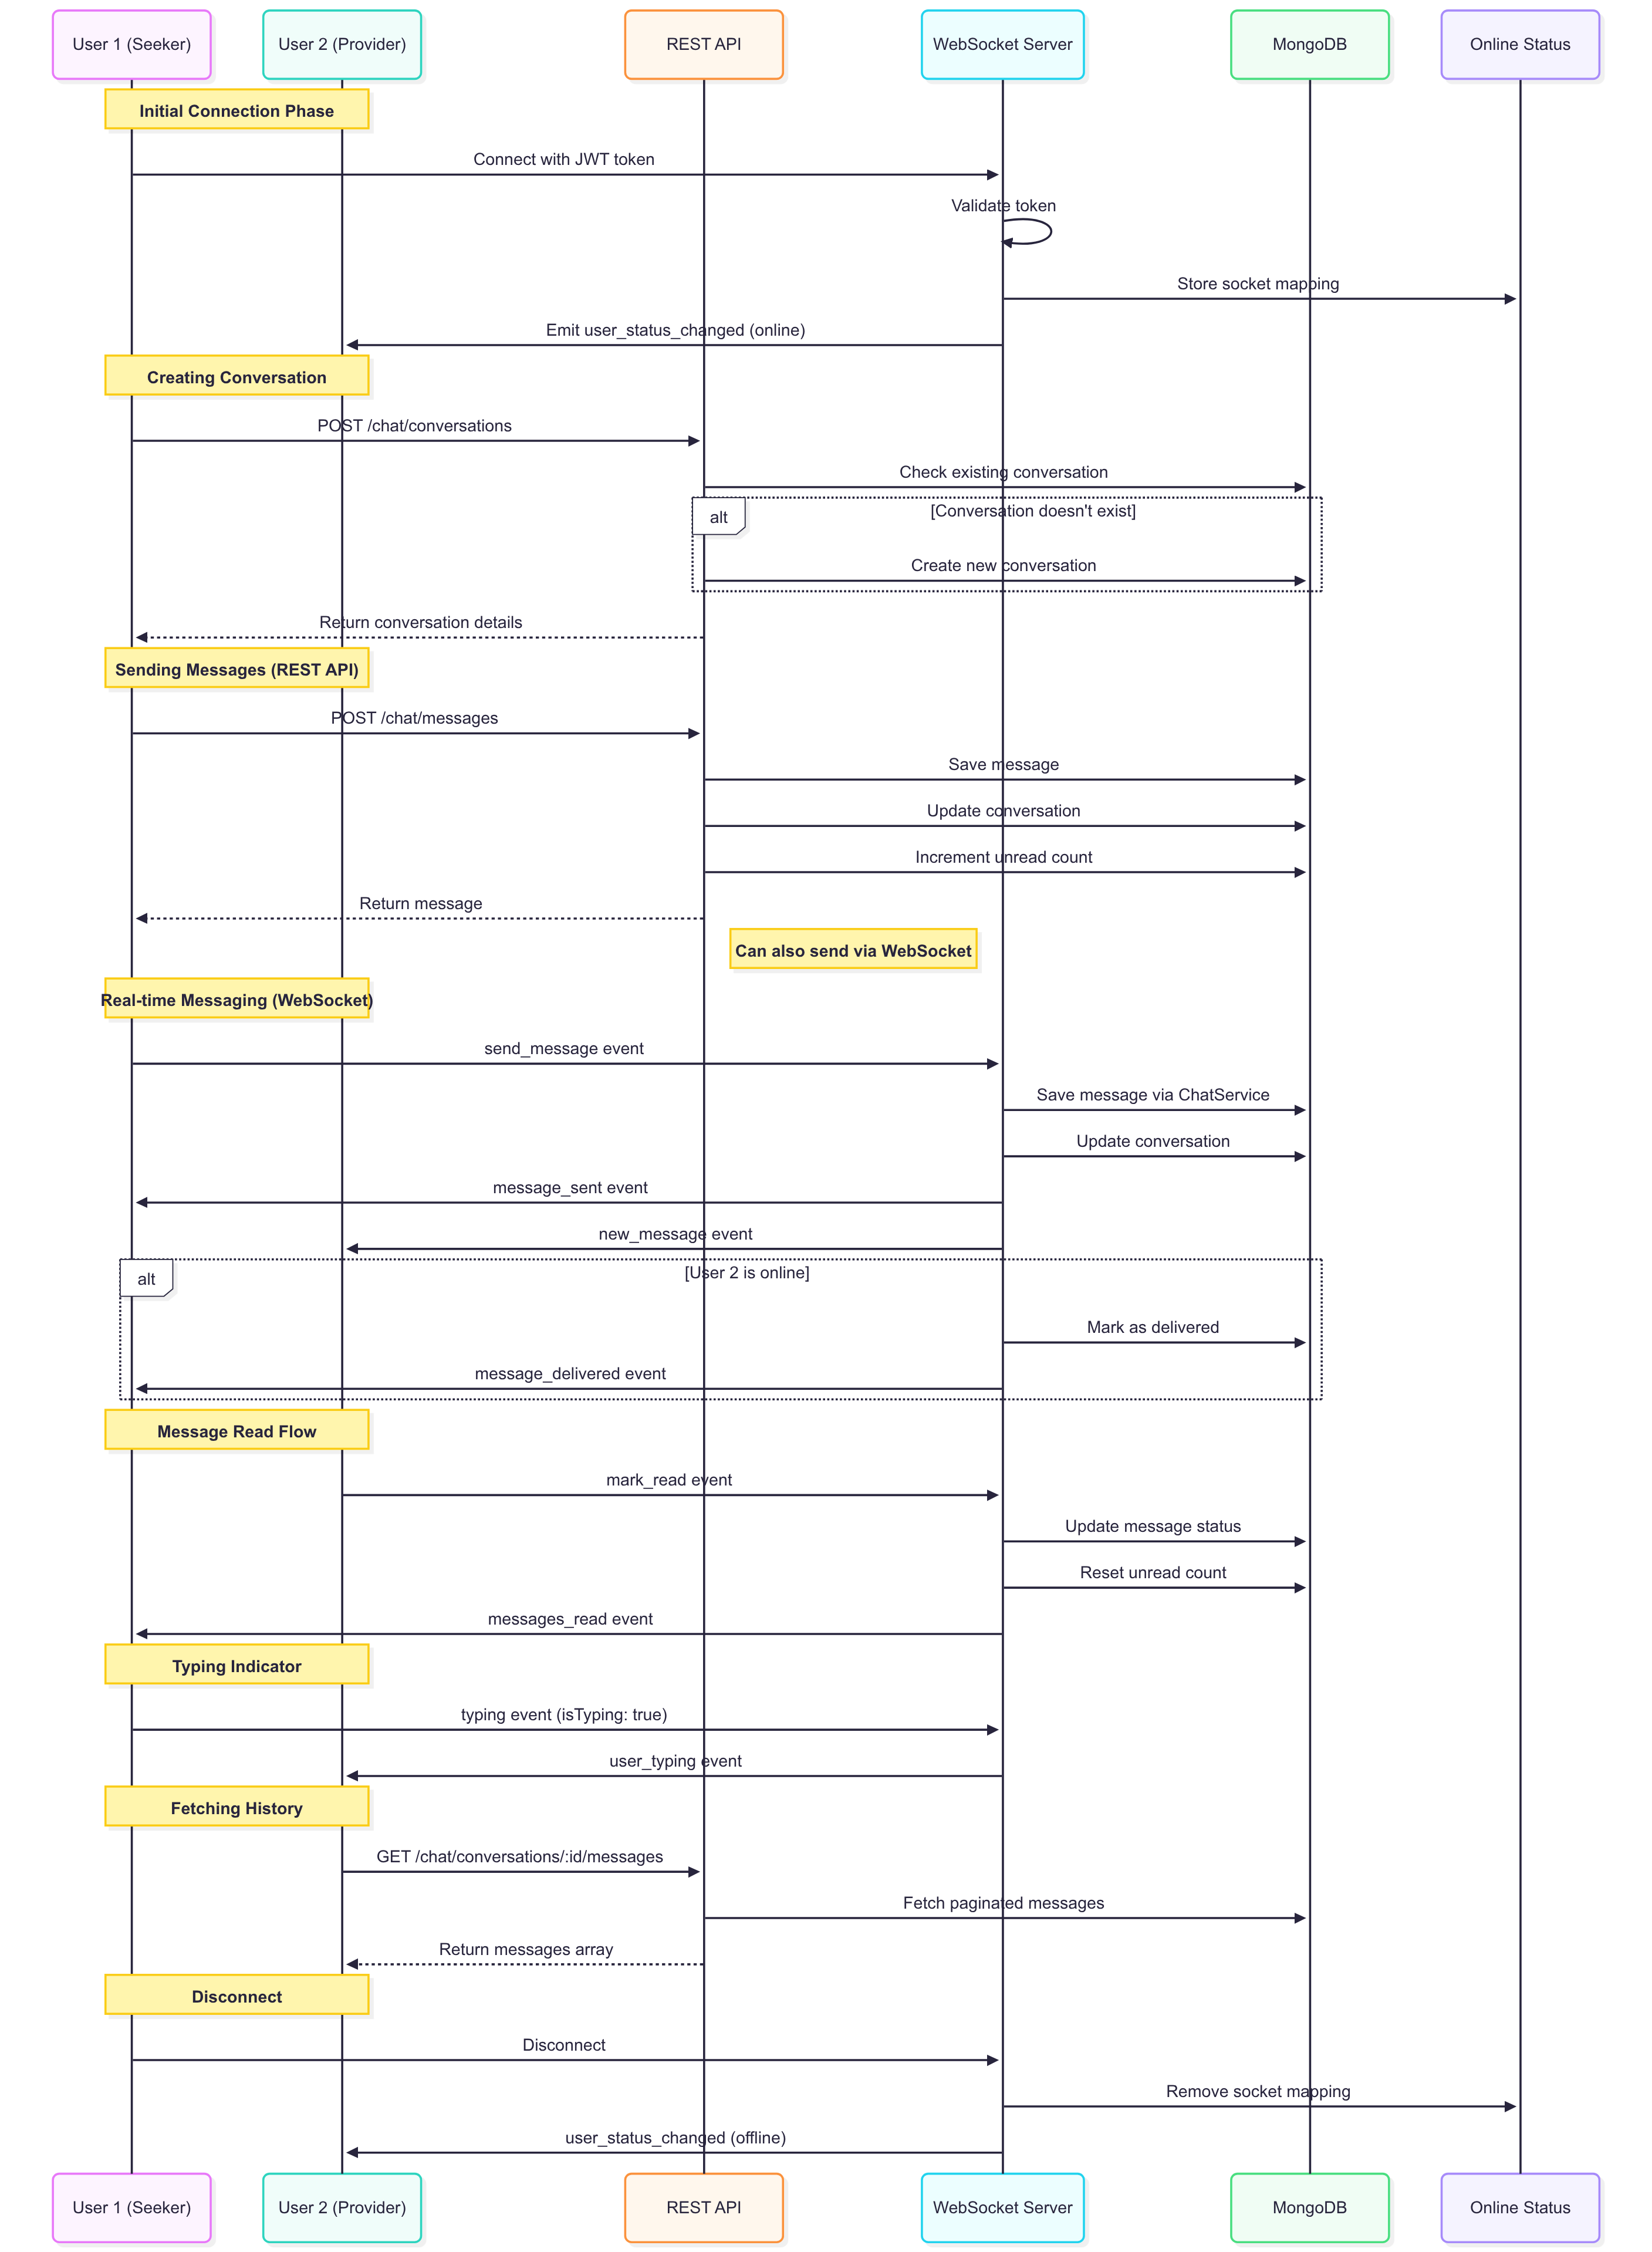 User 1 (Seeker)
User 2 (Provider)
REST API
WebSocket Server
MongoDB
Online Status
Initial Connection Phase
Connect with JWT token
Validate token
Store socket mapping
Emit user_status_changed (online)
Creating Conversation
POST /chat/conversations
Check existing conversation
alt
[Conversation doesn't exist]
Create new conversation
Return conversation details
Sending Messages (REST API)
POST /chat/messages
Save message
Update conversation
Increment unread count
Return message
Can also send via WebSocket
Real-time Messaging (WebSocket)
send_message event
Save message via ChatService
Update conversation
message_sent event
new_message event
alt
[User 2 is online]
Mark as delivered
message_delivered event
Message Read Flow
mark_read event
Update message status
Reset unread count
messages_read event
Typing Indicator
typing event (isTyping: true)
user_typing event
Fetching History
GET /chat/conversations/:id/messages
Fetch paginated messages
Return messages array
Disconnect
Disconnect
Remove socket mapping
user_status_changed (offline)
User 1 (Seeker)
User 2 (Provider)
REST API
WebSocket Server
MongoDB
Online Status